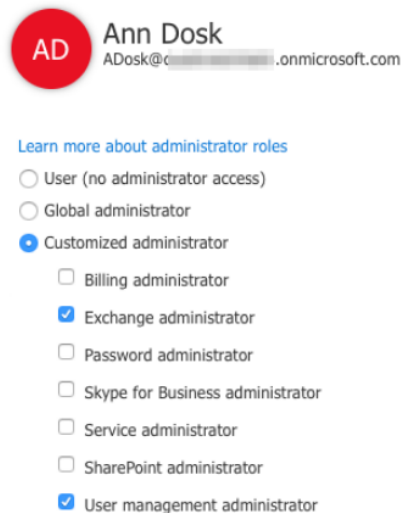 AD
Ann Dosk
ADosk@c .onmicrosoft.com
Learn more about administrator roles
User (no administrator access)
Global administrator
Customized administrator
Billing administrator
Exchange administrator
Password administrator
Skype for Business administrator
Service administrator
SharePoint administrator
User management administrator